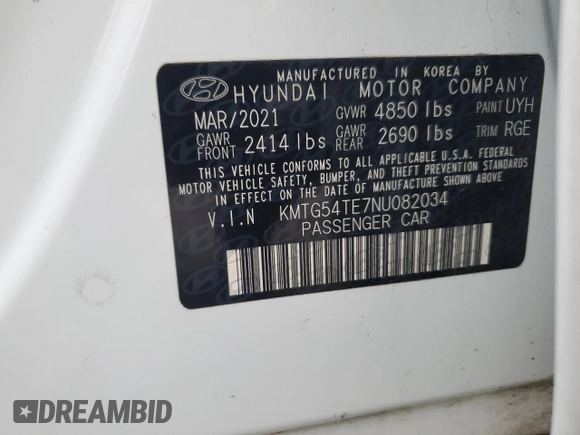 MANUFACTURED IN KOREA BY
HYUNDAI MOTOR COMPANY
MAR/2021 GVWR 4850 lbs PAINT UYH
GAWR FRONT 2414 lbs GAWR REAR 2690 lbs TRIM RGE
THIS VEHICLE CONFORMS TO ALL APPLICABLE U.S.A. FEDERAL
MOTOR VEHICLE SAFETY, BUMPER, AND THEFT PREVENTION STANDARDS
IN EFFECT ON THE DATE OF MANUFACTURE SHOWN ABOVE.
V.I.N KMTG54TE7NU082034
PASSENGER CAR
DREAMBID